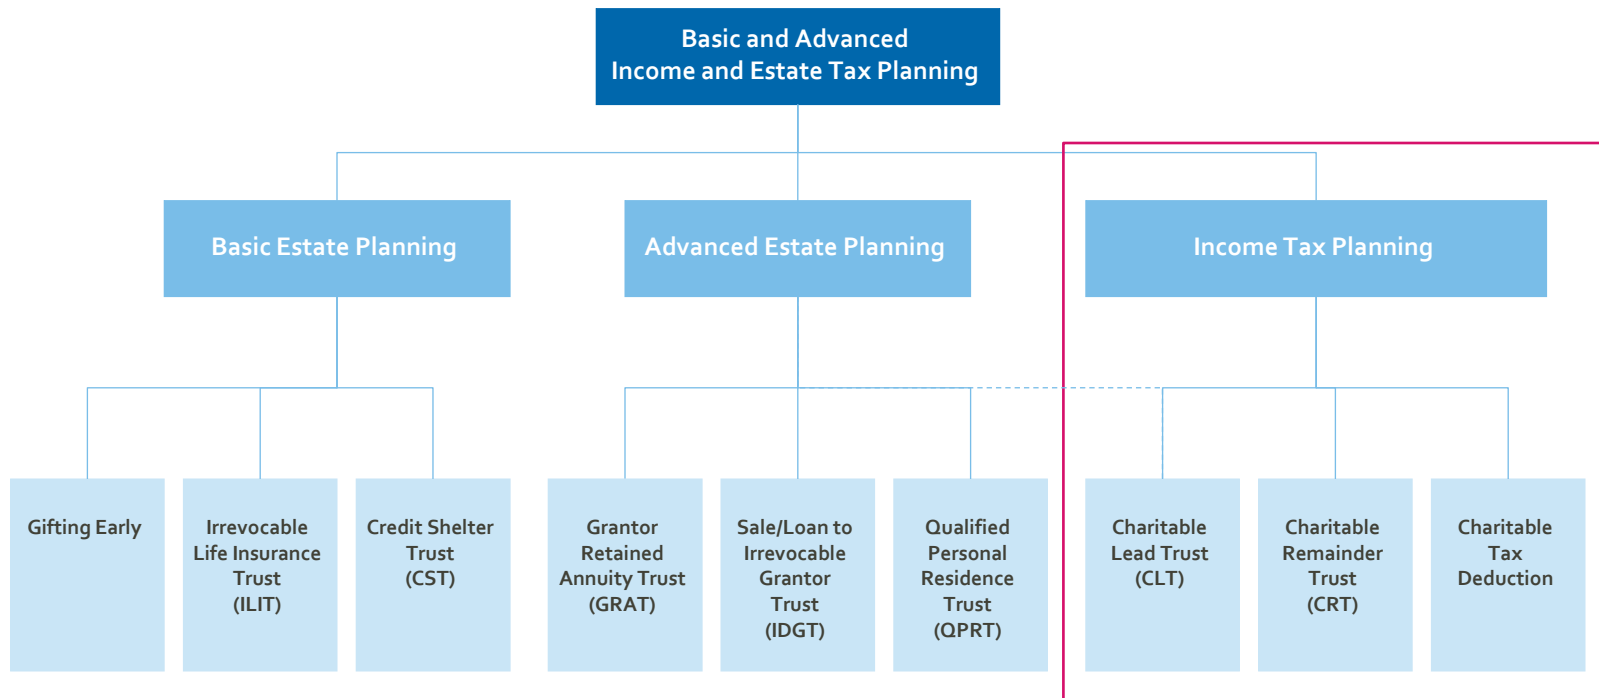 Basic and Advanced
Income and Estate Tax Planning
Basic Estate Planning
Advanced Estate Planning
Income Tax Planning
Gifting Early
Irrevocable
Life Insurance
Trust
(ILIT)
Credit Shelter
Trust
(CST)
Grantor
Retained
Annuity Trust
(GRAT)
Sale/Loan to
Irrevocable
Grantor
Trust
(IDGT)
Qualified
Personal
Residence
Trust
(QPRT)
Charitable
Lead Trust
(CLT)
Charitable
Remainder
Trust
(CRT)
Charitable
Tax
Deduction